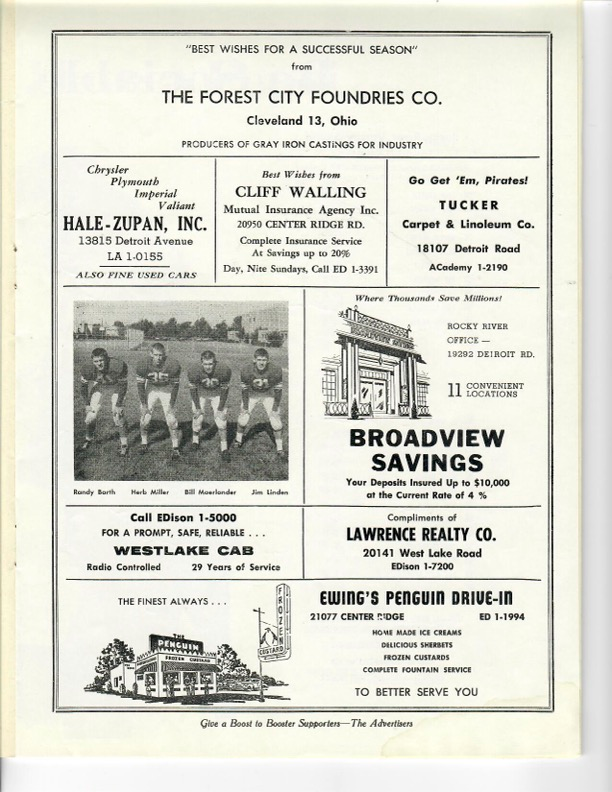 "BEST WISHES FOR A SUCCESSFUL SEASON"
from
THE FOREST CITY FOUNDRIES CO.
Cleveland 13, Ohio
PRODUCERS OF GRAY IRON CASTINGS FOR INDUSTRY
Chrysler
Plymouth
Imperial
Valiant
HALE-ZUPAN, INC.
13815 Detroit Avenue
LA 1-0155
ALSO FINE USED CARS
Best Wishes from
CLIFF WALLING
Mutual Insurance Agency Inc.
20950 CENTER RIDGE RD.
Complete Insurance Service
At Savings up to 20%
Day, Nite Sundays, Call ED 1-3391
Go Get 'Em, Pirates!
TUCKER
Carpet & Linoleum Co.
18107 Detroit Road
ACademy 1-2190
Randy Barth Herb Miller Bill Moerlander Jim Linden
Where Thousands Save Millions!
BROADVIEW SAVINGS
ROCKY RIVER
OFFICE —
19292 DETROIT RD.
11 CONVENIENT
LOCATIONS
BROADVIEW
SAVINGS
Your Deposits Insured Up to $10,000
at the Current Rate of 4 %
Call EDison 1-5000
FOR A PROMPT, SAFE, RELIABLE . . .
WESTLAKE CAB
Radio Controlled 29 Years of Service
Compliments of
LAWRENCE REALTY CO.
20141 West Lake Road
EDison 1-7200
THE FINEST ALWAYS . . .
FROZEN
CUSTARD
THE
PENGUIN
FROZEN CUSTARD
EWING'S PENGUIN DRIVE-IN
21077 CENTER RIDGE ED 1-1994
HOME MADE ICE CREAMS
DELICIOUS SHERBETS
FROZEN CUSTARDS
COMPLETE FOUNTAIN SERVICE
TO BETTER SERVE YOU
Give a Boost to Booster Supporters—The Advertisers